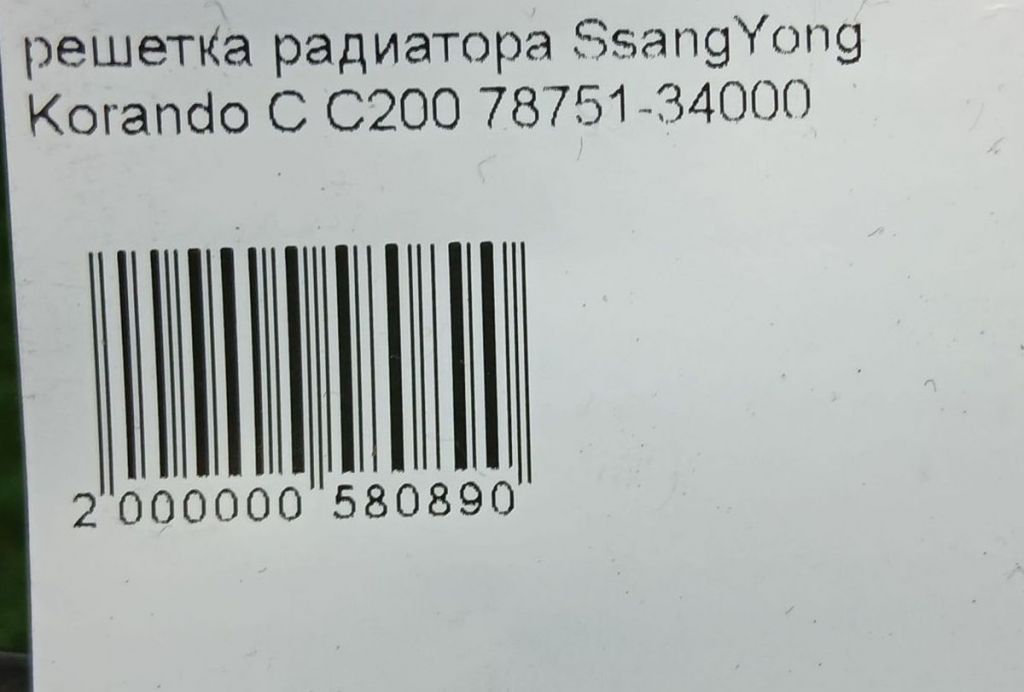 решетка радиатора SsangYong
Korando C C200 78751-34000
2 000000 580890